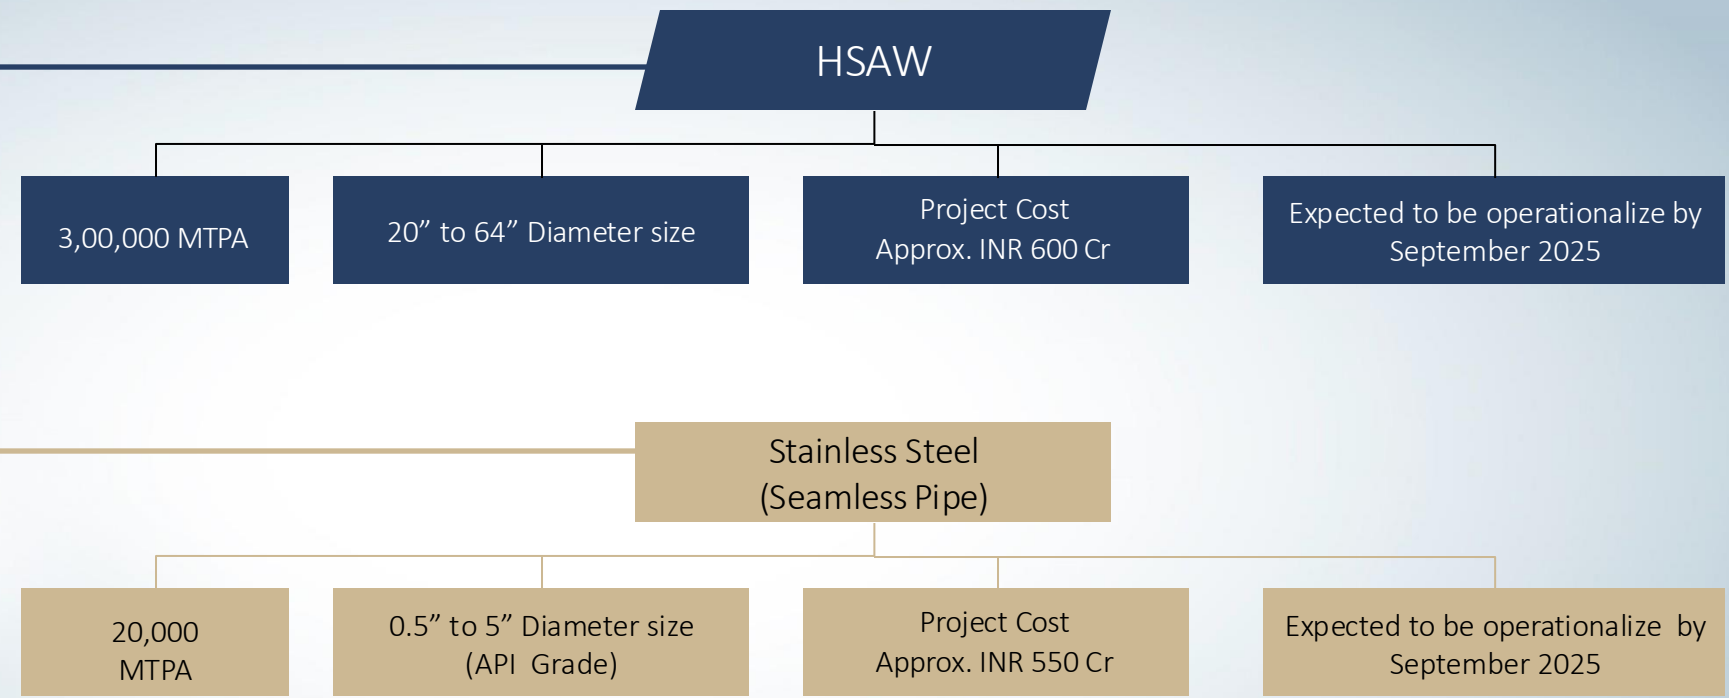 HSAW
3,00,000 MTPA
20” to 64” Diameter size
Project Cost
Approx. INR 600 Cr
Expected to be operationalize by
September 2025
Stainless Steel
(Seamless Pipe)
20,000
MTPA
0.5” to 5” Diameter size
(API Grade)
Project Cost
Approx. INR 550 Cr
Expected to be operationalize by
September 2025